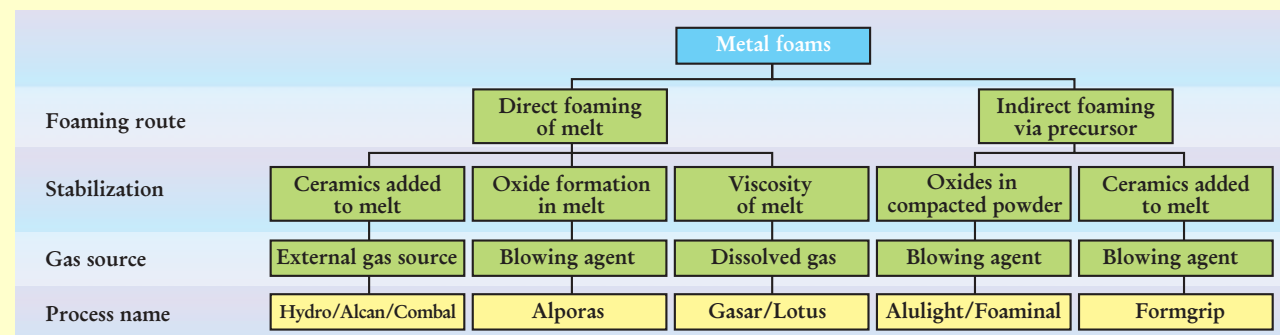 Metal foams
Foaming route
Direct foaming
of melt
Indirect foaming
via precursor
Stabilization
Ceramics added
to melt
Oxide formation
in melt
Viscosity
of melt
Oxides in
compacted powder
Ceramics added
to melt
Gas source
External gas source
Blowing agent
Dissolved gas
Blowing agent
Blowing agent
Process name
Hydro/Alcan/Combal
Alporas
Gasar/Lotus
Alulight/Foaminal
Formgrip